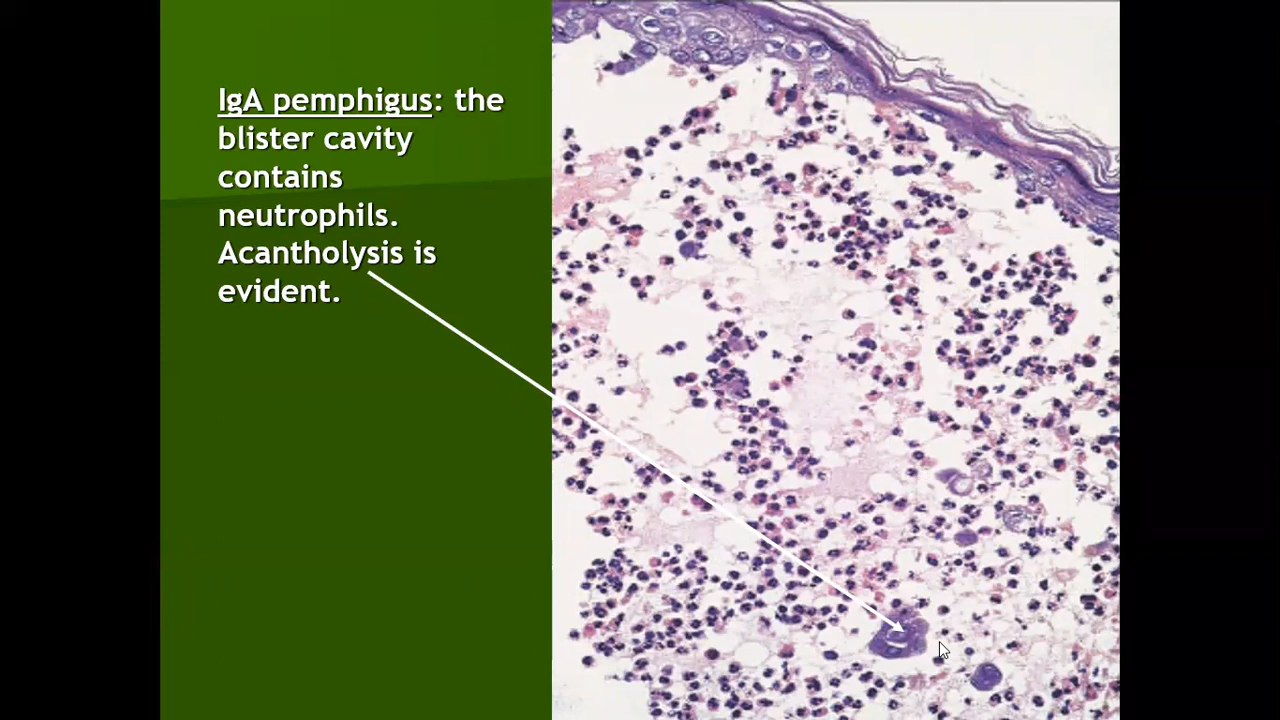 IgA pemphigus: the
blister cavity
contains
neutrophils.
Acantholysis is
evident.